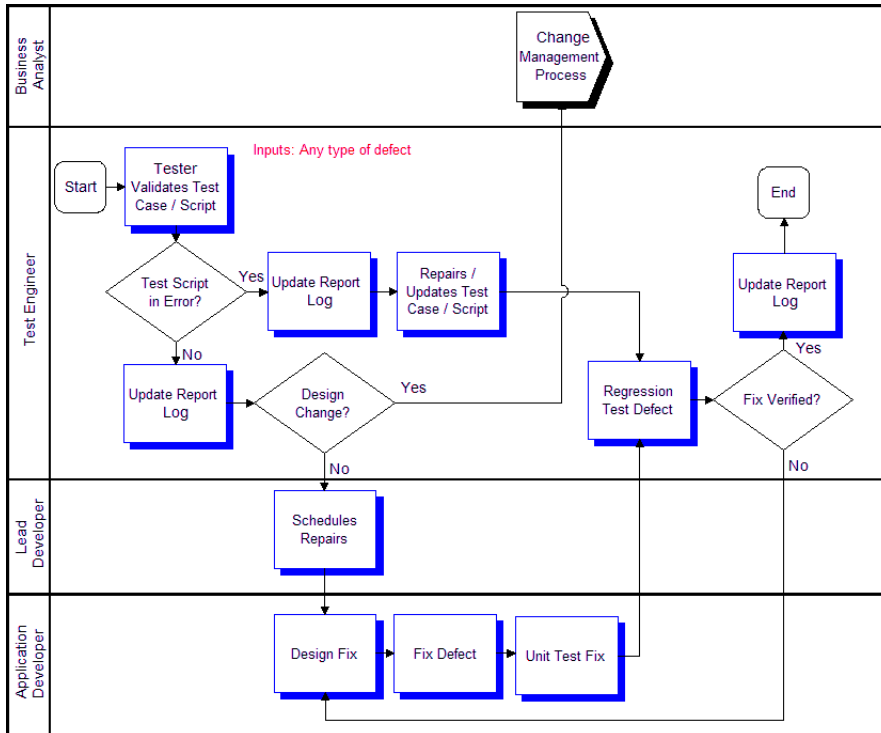 Business
Analyst
Change
Management
Process
Test Engineer
Inputs: Any type of defect
Start
Tester
Validates Test
Case / Script
End
Test Script
in Error?
Yes
Update Report
Log
Repairs /
Updates Test
Case / Script
Update Report
Log
No
Yes
Update Report
Log
Design
Change?
Yes
Regression
Test Defect
Fix Verified?
No
No
Lead
Developer
Schedules
Repairs
Application
Developer
Design Fix
Fix Defect
Unit Test Fix